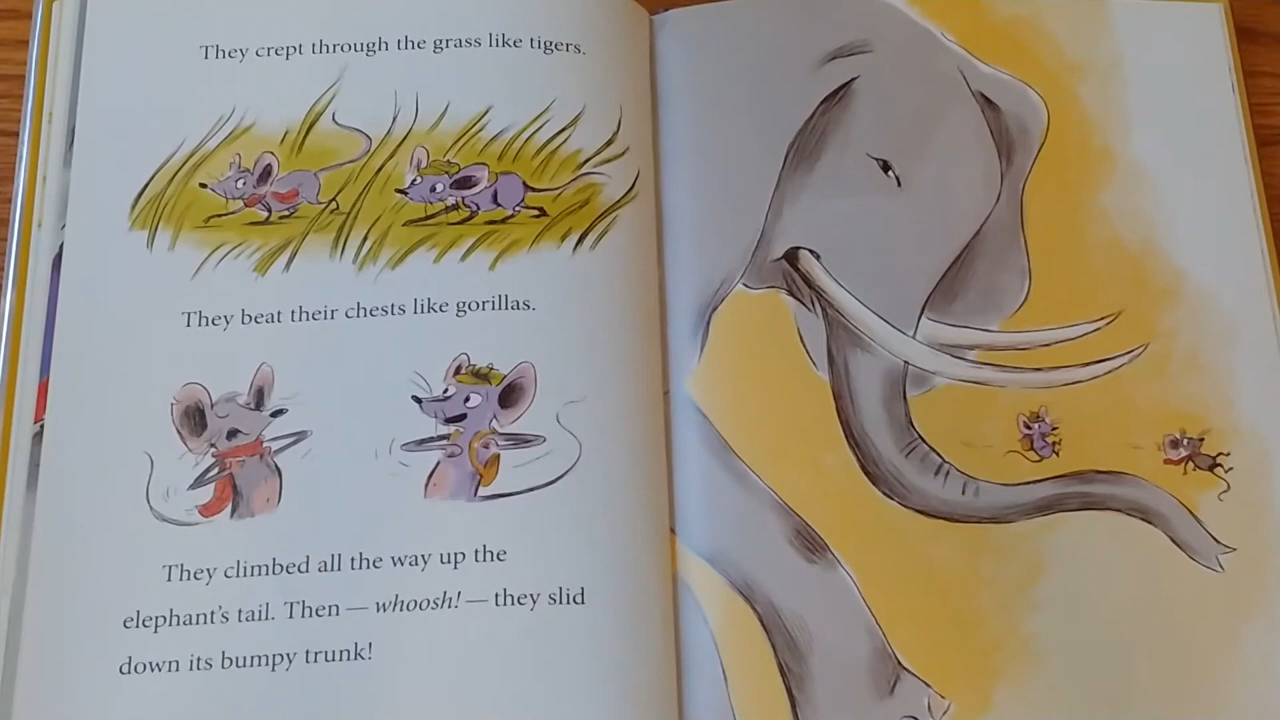 They crept through the grass like tigers.
They beat their chests like gorillas.
They climbed all the way up the
elephant's tail. Then — whoosh! — they slid
down its bumpy trunk!